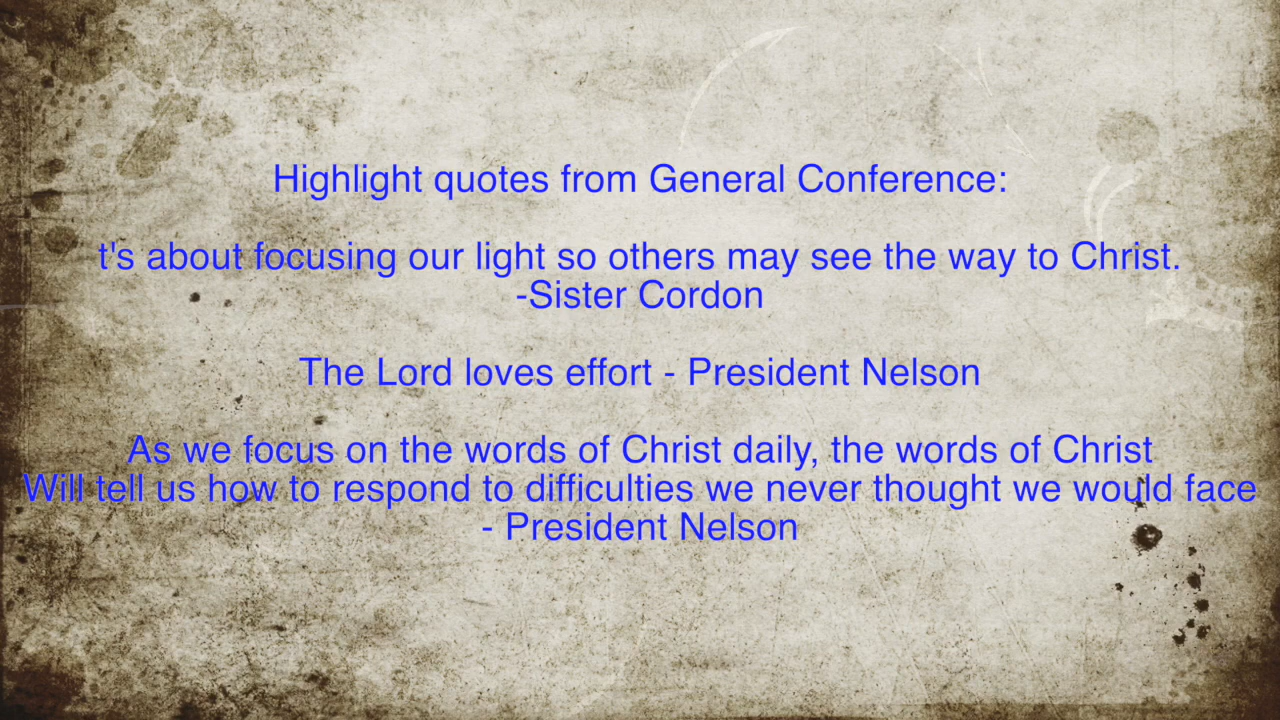 Highlight quotes from General Conference:
t's about focusing our light so others may see the way to Christ.
-Sister Cordon
The Lord loves effort - President Nelson
As we focus on the words of Christ daily, the words of Christ
Will tell us how to respond to difficulties we never thought we would face
- President Nelson